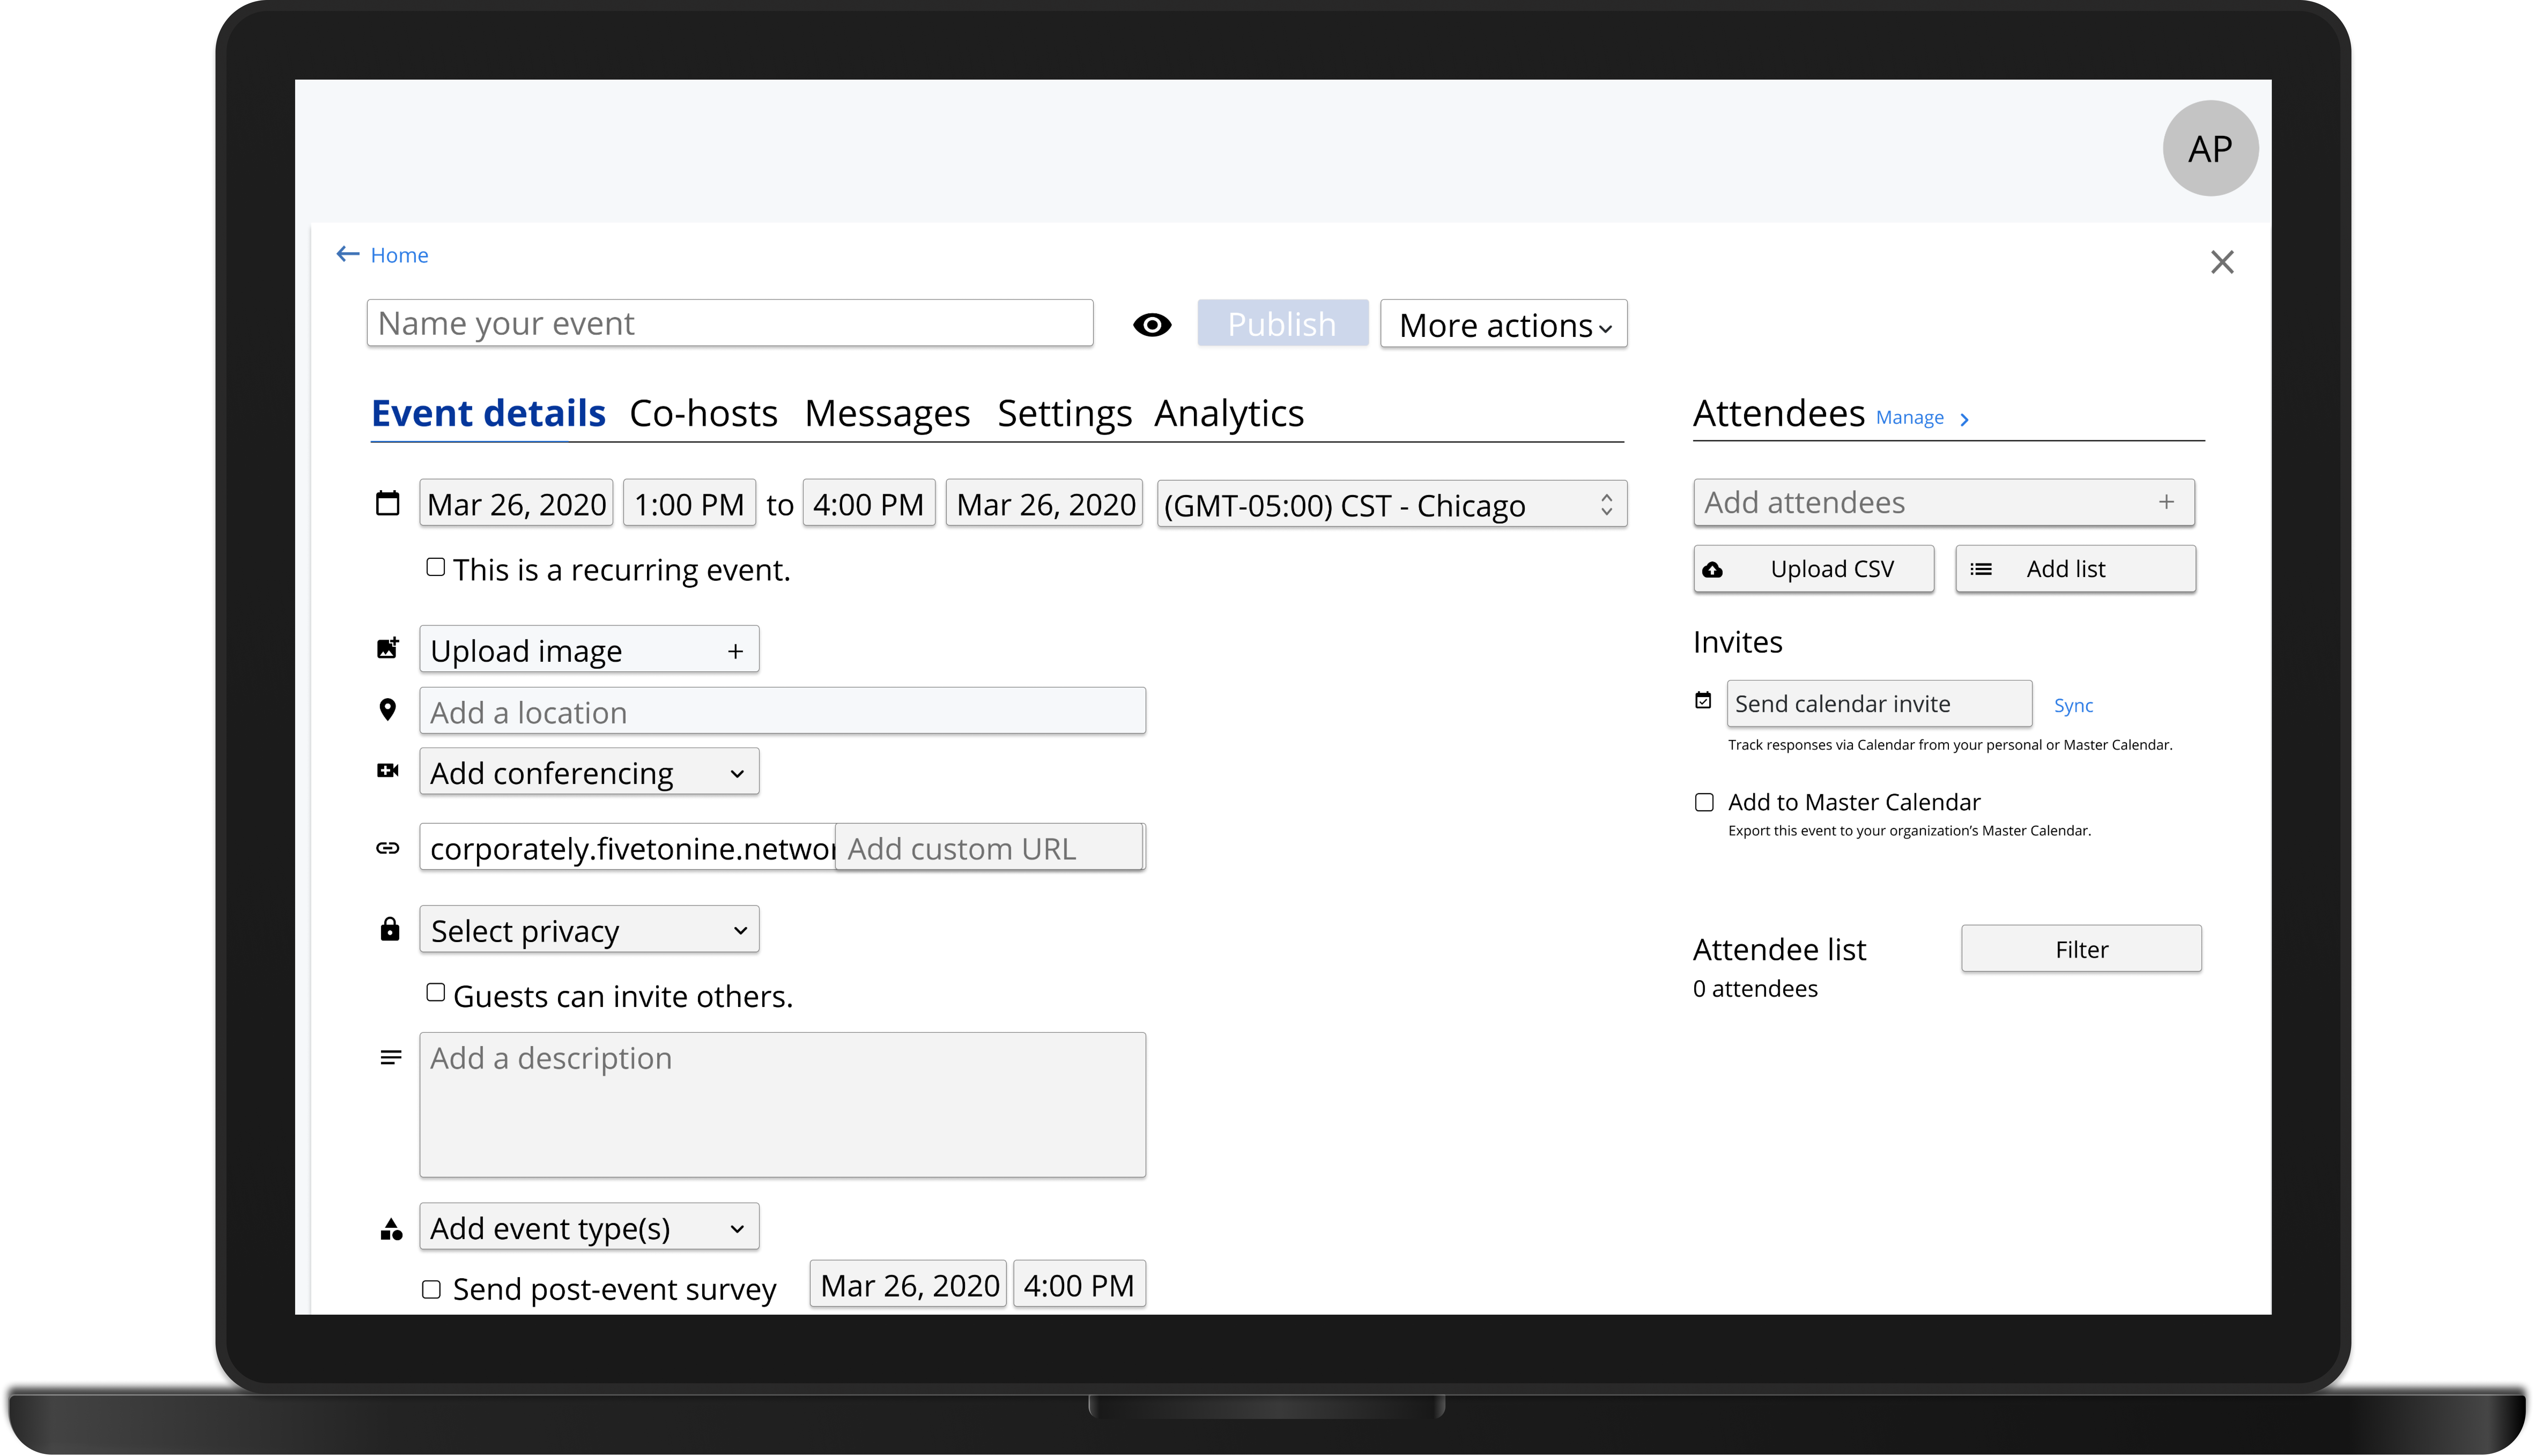 AP
Home
Name your event
Publish
More actions
Event details Co-hosts Messages Settings Analytics
Mar 26, 2020 1:00 PM to 4:00 PM Mar 26, 2020 (GMT-05:00) CST - Chicago
This is a recurring event.
Upload image +
Add a location
Add conferencing
corporately.fivetonine.networ Add custom URL
Select privacy
Guests can invite others.
Add a description
Add event type(s)
Send post-event survey Mar 26, 2020 4:00 PM
Attendees Manage >
Add attendees +
Upload CSV Add list
Invites
Send calendar invite Sync
Track responses via Calendar from your personal or Master Calendar.
Add to Master Calendar
Export this event to your organization’s Master Calendar.
Attendee list Filter
0 attendees